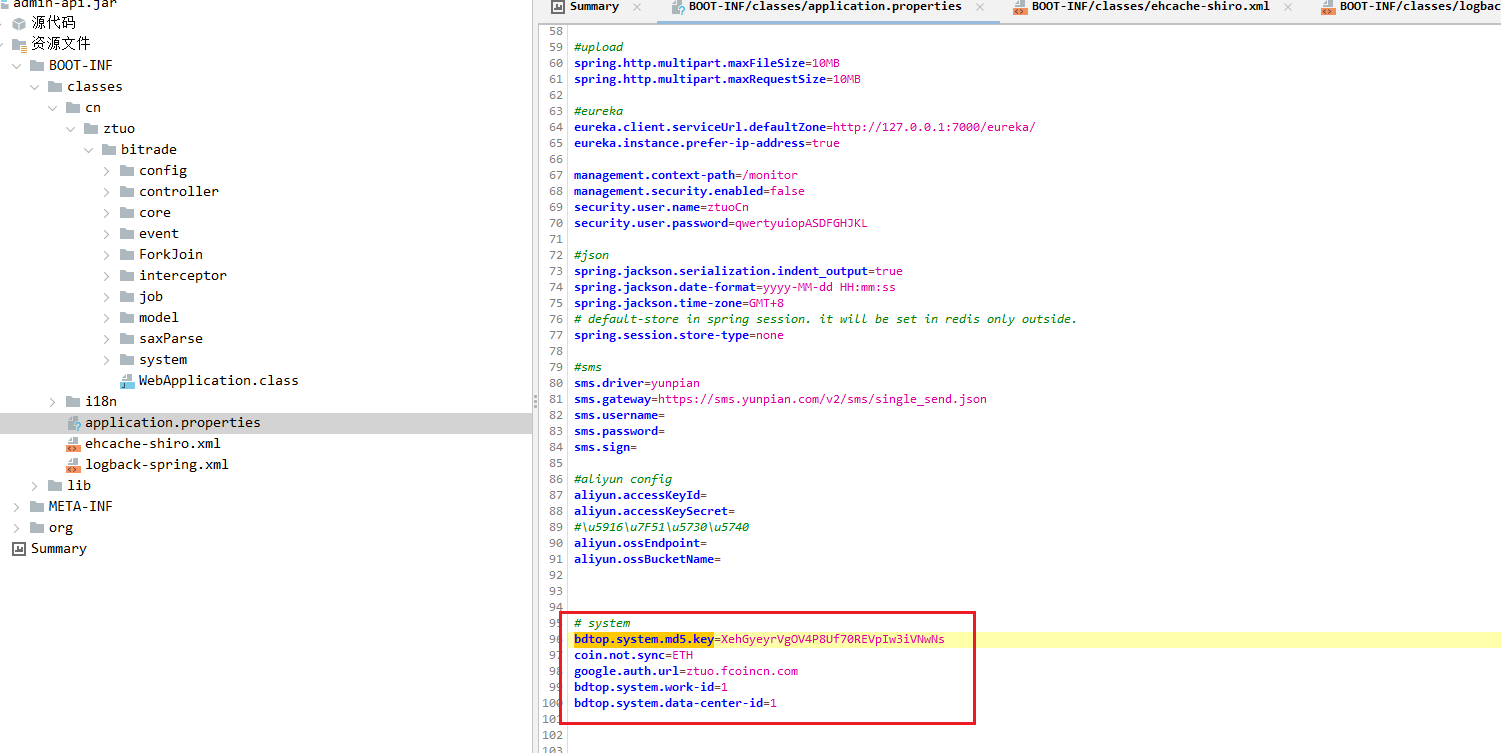 admin-api.jar
源代码
资源文件
BOOT-INF
classes
cn
ztuo
bitrade
config
controller
core
event
ForkJoin
interceptor
job
model
saxParse
system
WebApplication.class
i18n
application.properties
ehcache-shiro.xml
logback-spring.xml
lib
META-INF
org
Summary
Summary × BOOT-INF/classes/application.properties × BOOT-INF/classes/ehcache-shiro.xml × BOOT-INF/classes/logbac
58
59 #upload
60 spring.http.multipart.maxFileSize=10MB
61 spring.http.multipart.maxRequestSize=10MB
62
63 #eureka
64 eureka.client.serviceUrl.defaultZone=http://127.0.0.1:7000/eureka/
65 eureka.instance.prefer-ip-address=true
66
67 management.context-path=/monitor
68 management.security.enabled=false
69 security.user.name=ztuoCn
70 security.user.password=qwertyuiopASDFGHJKL
71
72 #json
73 spring.jackson.serialization.indent_output=true
74 spring.jackson.date-format=yyyy-MM-dd HH:mm:ss
75 spring.jackson.time-zone=GMT+8
76 # default-store in spring session. it will be set in redis only outside.
77 spring.session.store-type=none
78
79 #sms
80 sms.driver=yunpian
81 sms.gateway=https://sms.yunpian.com/v2/sms/single_send.json
82 sms.username=
83 sms.password=
84 sms.sign=
85
86 #aliyun config
87 aliyun.accessKeyId=
88 aliyun.accessKeySecret=
89 #\u5916\u7F51\u5730\u5740
90 aliyun.ossEndpoint=
91 aliyun.ossBucketName=
92
93
94
95 # system
96 bdtop.system.md5.key=XehGyeyrVgOV4P8Uf70REVpIw3iVNwNs
97 coin.not.sync=ETH
98 google.auth.url=ztuo.fcoincn.com
99 bdtop.system.work-id=1
100 bdtop.system.data-center-id=1
101
102
103